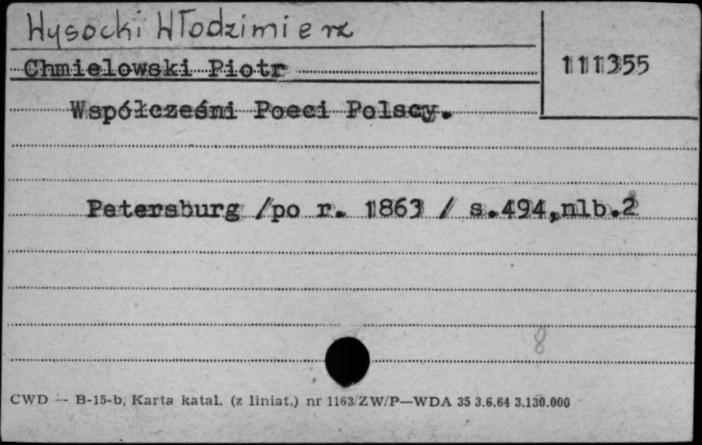 Wysocki Włodzimierz
Chmielowski Piotr
111355
Współcześni Poeci Polscy.
Petersburg /po r. 1863 / s.494,nlb.2
8
CWD — B-15-b, Karta katal. (z liniat.) nr 1163/ZW/P—WDA 35 3.6.64 3.130.000